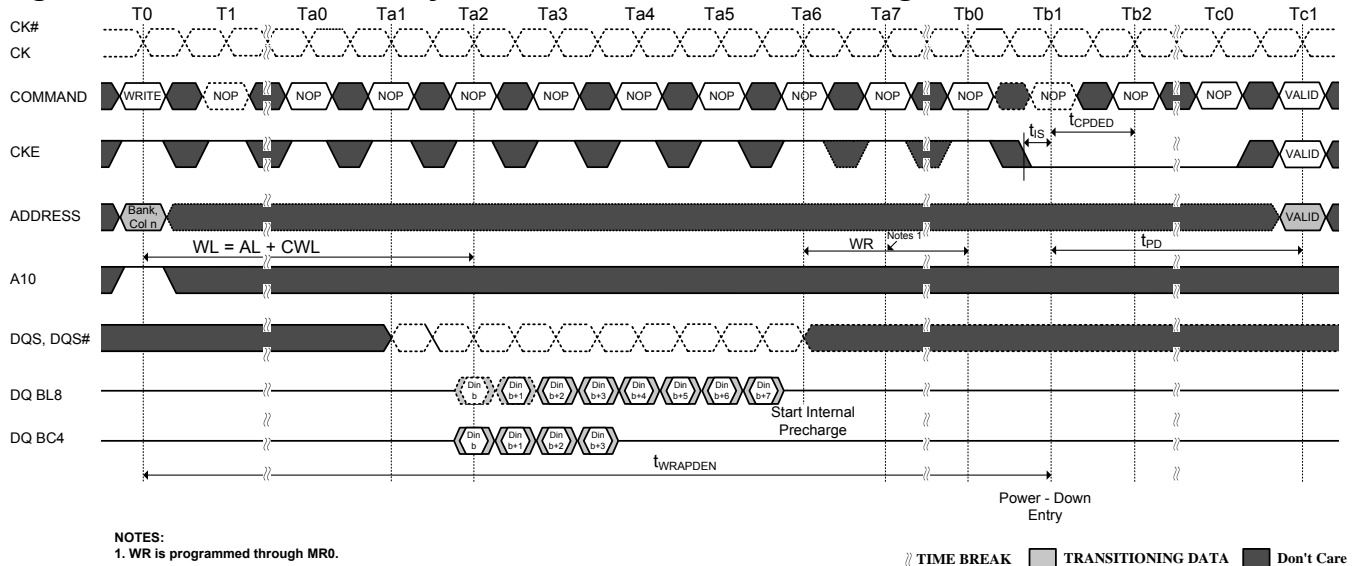 T0 T1 Ta0 Ta1 Ta2 Ta3 Ta4 Ta5 Ta6 Ta7 Tb0 Tb1 Tb2 Tc0 Tc1
CK#
CK
COMMAND WRITE NOP NOP NOP NOP NOP NOP NOP NOP NOP NOP NOP NOP NOP VALID
tIS tCPDED
CKE VALID
ADDRESS Bank, Col n VALID
WL = AL + CWL WR Notes 1 tPD
A10
DQS, DQS#
DQ BL8 Din b Din b+1 Din b+2 Din b+3 Din b+4 Din b+5 Din b+6 Din b+7
Start Internal
Precharge
DQ BC4 Din b Din b+1 Din b+2 Din b+3
tWRAPDEN
Power - Down
Entry
NOTES:
1. WR is programmed through MR0.
TIME BREAK TRANSITIONING DATA Don't Care